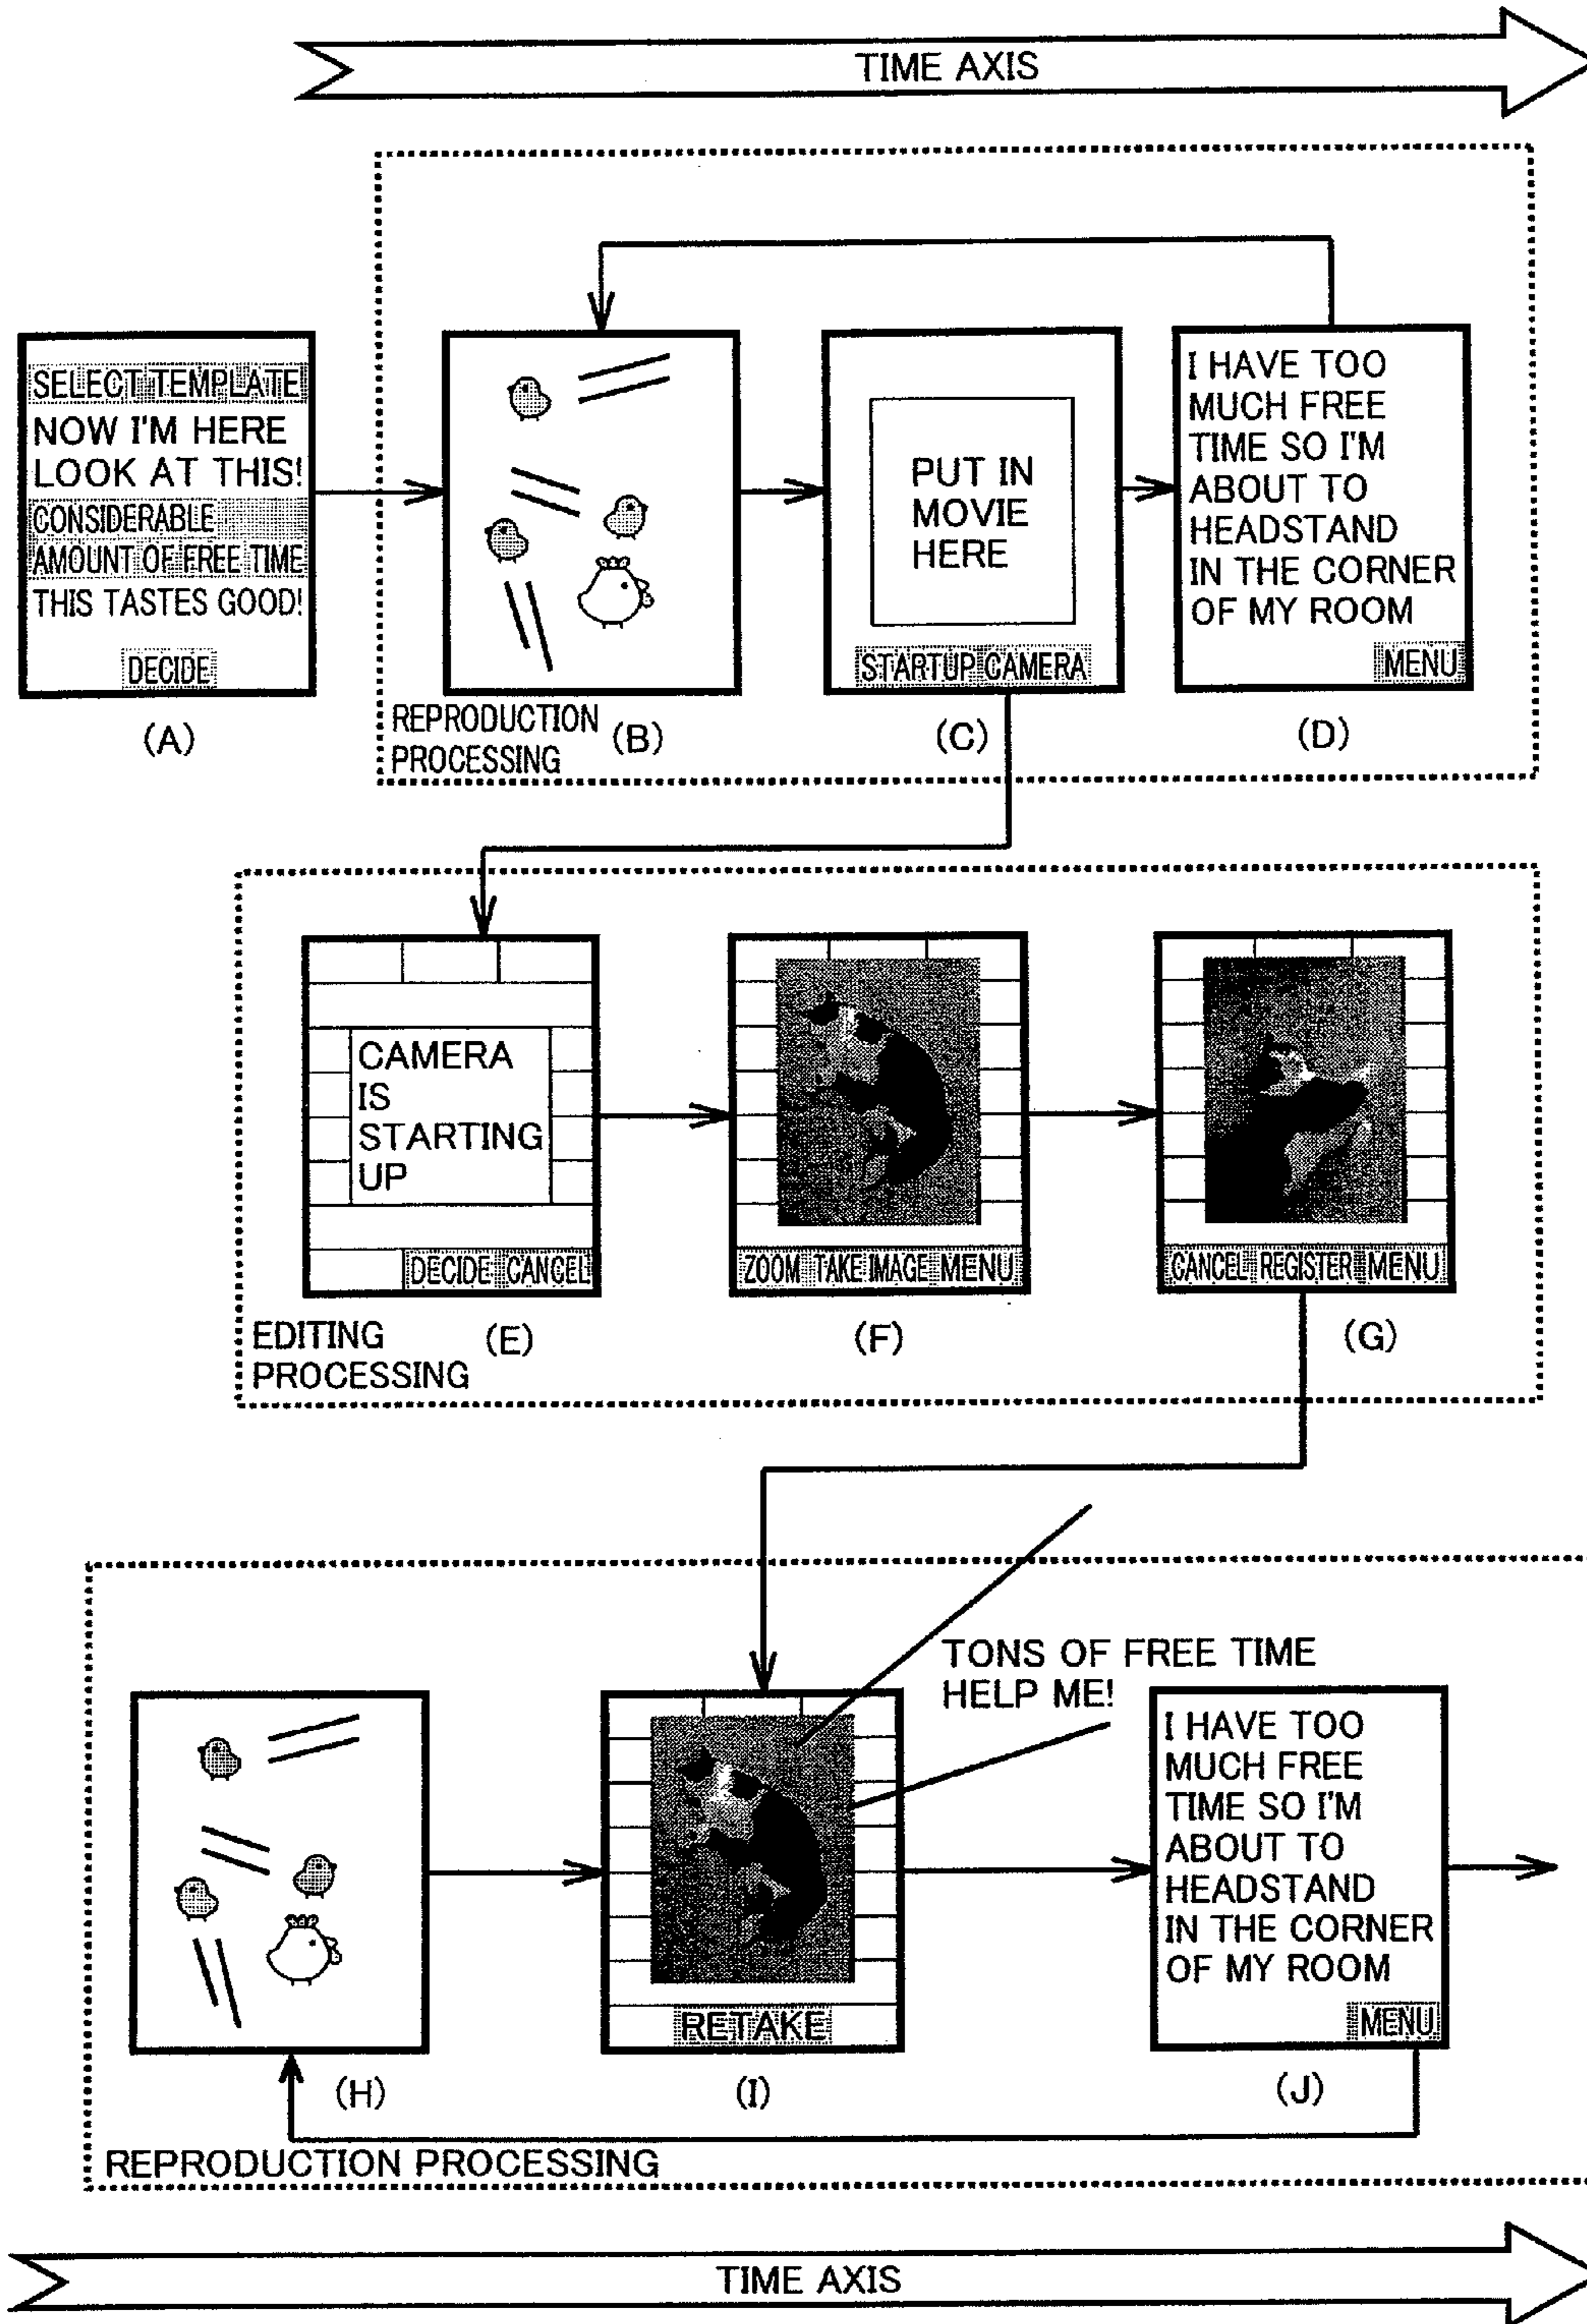 TIME AXIS
SELECT TEMPLATE
NOW I'M HERE
LOOK AT THIS!
CONSIDERABLE
AMOUNT OF FREE TIME
THIS TASTES GOOD!
DECIDE
(A)
REPRODUCTION
PROCESSING
(B)
PUT IN
MOVIE
HERE
STARTUP CAMERA
(C)
I HAVE TOO
MUCH FREE
TIME SO I'M
ABOUT TO
HEADSTAND
IN THE CORNER
OF MY ROOM
MENU
(D)
CAMERA
IS
STARTING
UP
DECIDE CANCEL
(E)
EDITING
PROCESSING
ZOOM TAKE IMAGE MENU
(F)
CANCEL REGISTER MENU
(G)
TONS OF FREE TIME
HELP ME!
(H)
RETAKE
(I)
I HAVE TOO
MUCH FREE
TIME SO I'M
ABOUT TO
HEADSTAND
IN THE CORNER
OF MY ROOM
MENU
(J)
REPRODUCTION PROCESSING
TIME AXIS